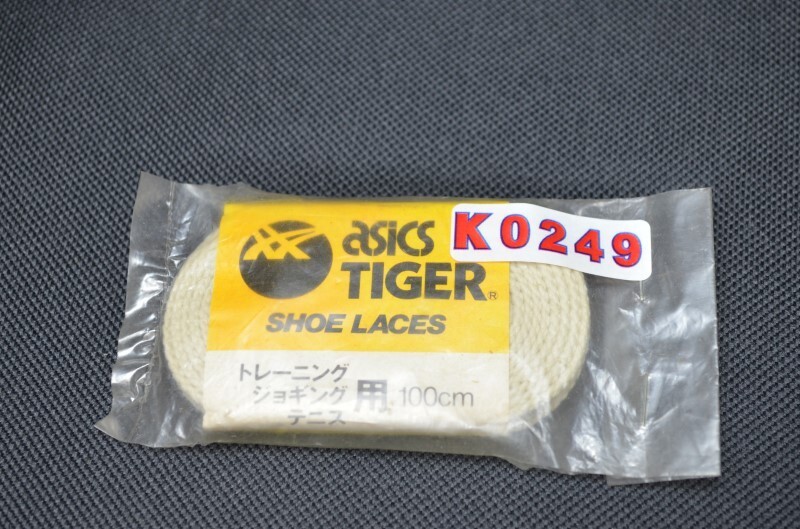 asics
K0249
TIGER
R
SHOE LACES
トレーニング
ジョギング 用 100cm
テニス